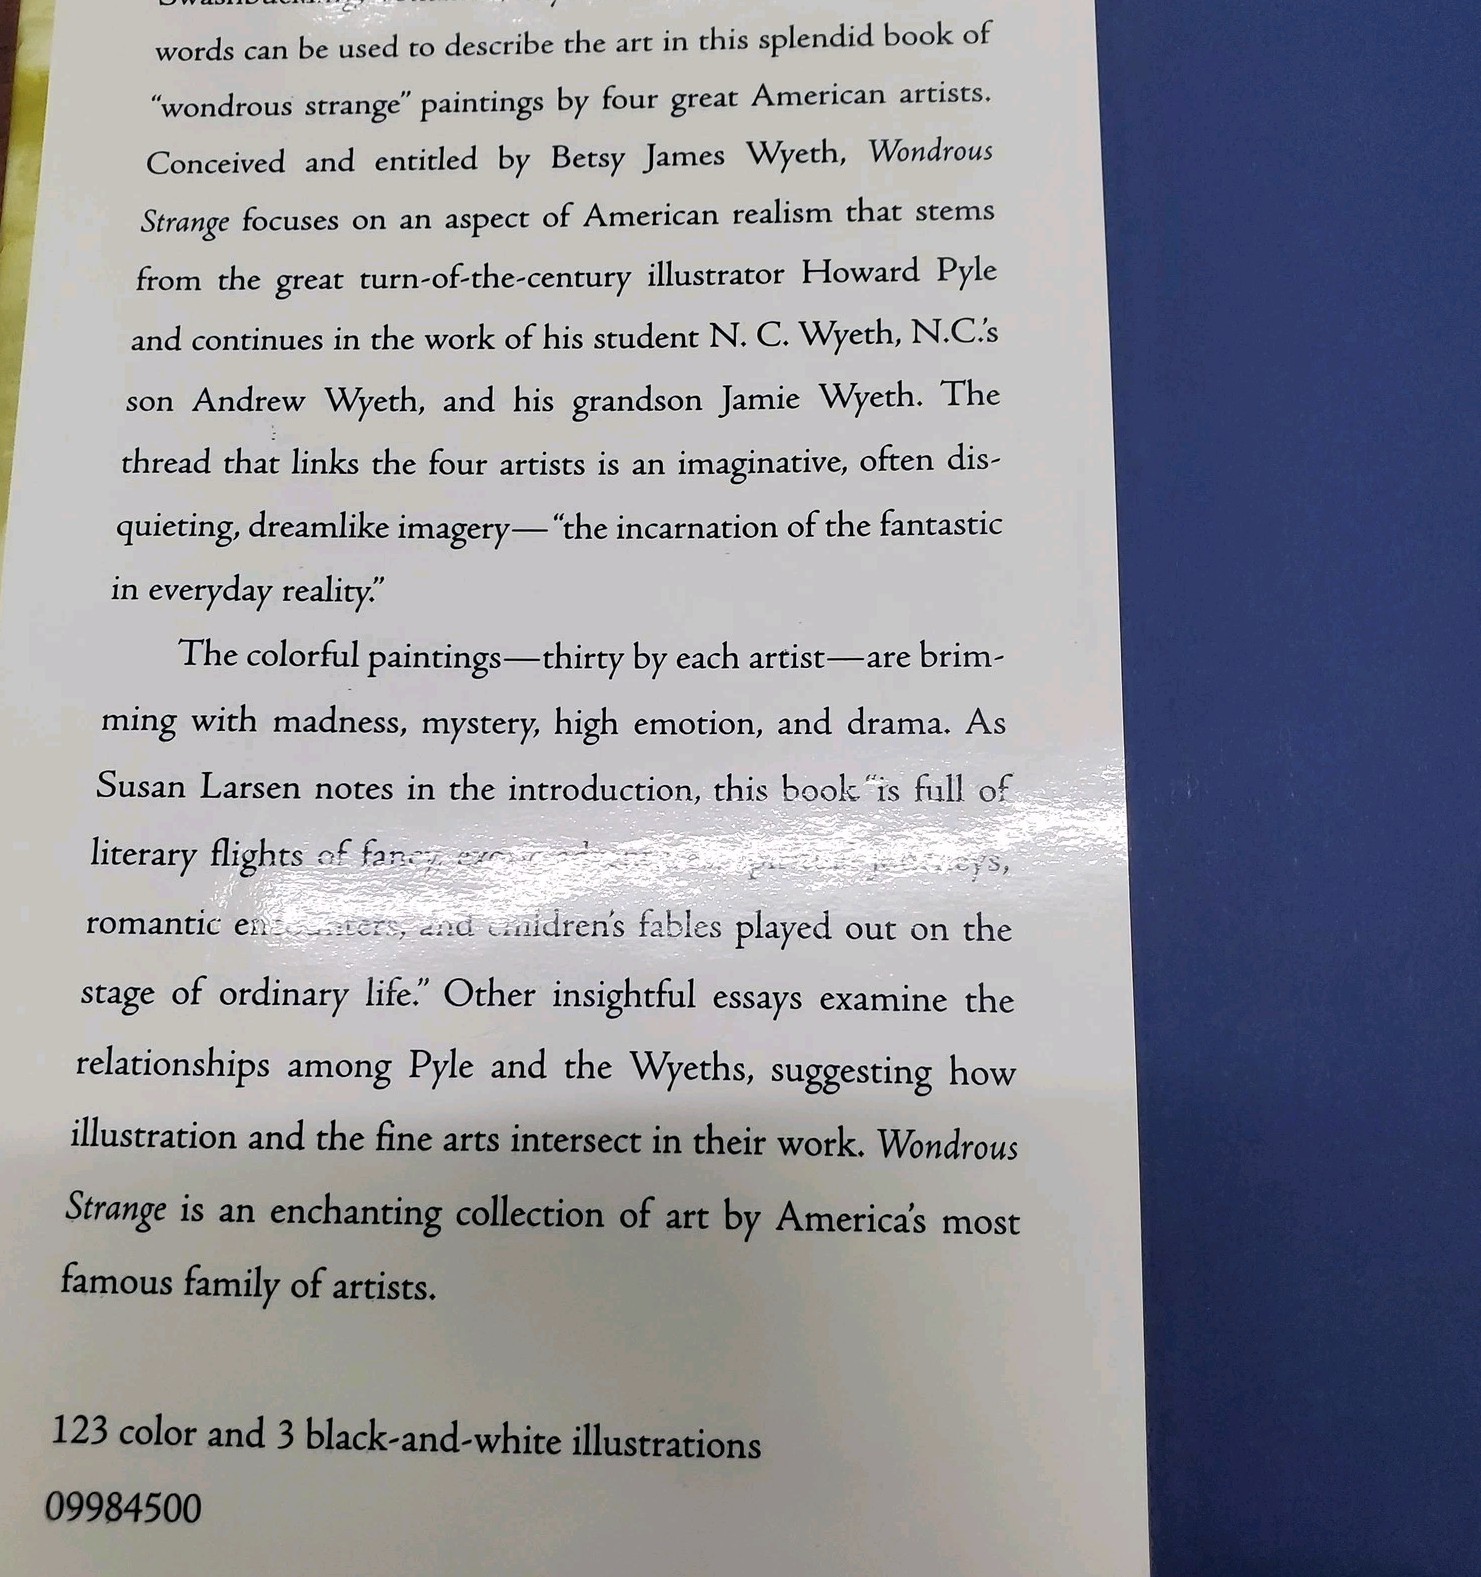 words can be used to describe the art in this splendid book of
“wondrous strange” paintings by four great American artists.
Conceived and entitled by Betsy James Wyeth, Wondrous
Strange focuses on an aspect of American realism that stems
from the great turn-of-the-century illustrator Howard Pyle
and continues in the work of his student N. C. Wyeth, N.C.’s
son Andrew Wyeth, and his grandson Jamie Wyeth. The
thread that links the four artists is an imaginative, often dis-
quieting, dreamlike imagery—“the incarnation of the fantastic
in everyday reality.”
The colorful paintings—thirty by each artist—are brim-
ming with madness, mystery, high emotion, and drama. As
Susan Larsen notes in the introduction, this book “is full of
literary flights of fancy, journeys,
romantic encounters, and children’s fables played out on the
stage of ordinary life.” Other insightful essays examine the
relationships among Pyle and the Wyeths, suggesting how
illustration and the fine arts intersect in their work. Wondrous
Strange is an enchanting collection of art by America’s most
famous family of artists.
123 color and 3 black-and-white illustrations
09984500